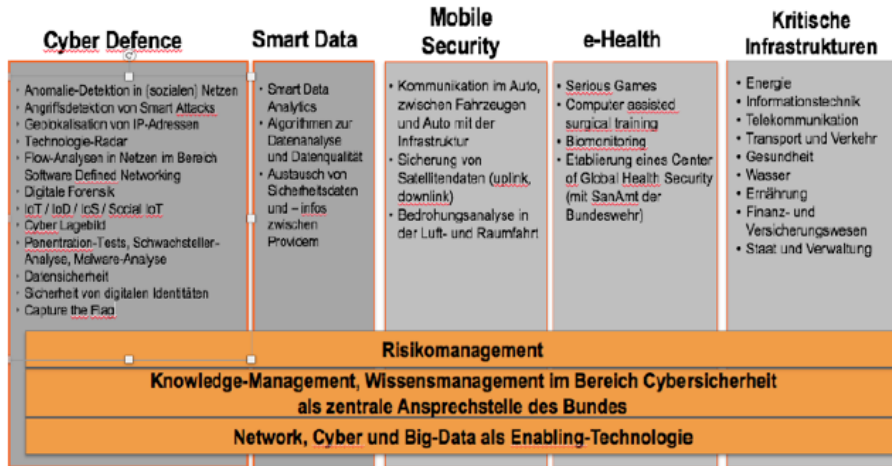 Cyber Defence
Anomalie-Detektion in (sozialen) Netzen
Angriffsdetektion von Smart Attacks
Geolokalisation von IP-Adressen
Technologie-Radar
Flow-Analysen in Netzen im Bereich
Software Defined Networking
Digitale Forensik
IoT / IoD / IoS / Social IoT
Cyber Lagebild
Penentration-Tests, Schwachsteller-
Analyse, Malware-Analyse
Datensicherheit
Sicherheit von digitalen Identitäten
Capture the Flag
Smart Data
Smart Data
Analytics
Algorithmen zur
Datenanalyse
und Datenqualität
Austausch von
Sicherheitsdaten
und – infos
zwischen
Providern
Mobile
Security
Kommunikation im Auto,
zwischen Fahrzeugen
und Auto mit der
Infrastruktur
Sicherung von
Satellitendaten (uplink,
downlink)
Bedrohungsanalyse in
der Luft- und Raumfahrt
e-Health
Serious Games
Computer assisted
surgical training
Biomonitoring
Etablierung eines Center
of Global Health Security
(mit SanAmt der
Bundeswehr)
Kritische
Infrastrukturen
Energie
Informationstechnik
Telekommunikation
Transport und Verkehr
Gesundheit
Wasser
Ernährung
Finanz- und
Versicherungswesen
Staat und Verwaltung
Risikomanagement
Knowledge-Management, Wissensmanagement im Bereich Cybersicherheit
als zentrale Ansprechstelle des Bundes
Network, Cyber und Big-Data als Enabling-Technologie